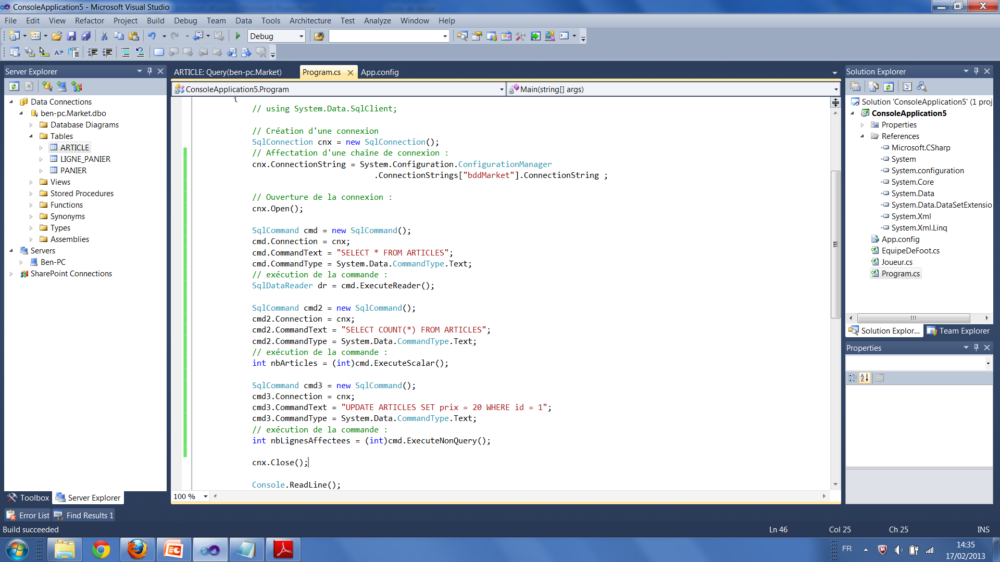 ConsoleApplication5 - Microsoft Visual Studio
File Edit View Refactor Project Build Debug Team Data Tools Architecture Test Analyze Window Help
Debug
Server Explorer
Data Connections
ben-pc.Market.dbo
Database Diagrams
Tables
ARTICLE
LIGNE_PANIER
PANIER
Views
Stored Procedures
Functions
Synonyms
Types
Assemblies
Servers
Ben-PC
SharePoint Connections
Toolbox Server Explorer
ARTICLE: Query(ben-pc.Market) Program.cs App.config
ConsoleApplication5.Program Main(string[] args)
{
// using System.Data.SqlClient;
// Création d'une connexion
SqlConnection cnx = new SqlConnection();
// Affectation d'une chaîne de connexion :
cnx.ConnectionString = System.Configuration.ConfigurationManager
.ConnectionStrings["bddMarket"].ConnectionString ;
// Ouverture de la connexion :
cnx.Open();
SqlCommand cmd = new SqlCommand();
cmd.Connection = cnx;
cmd.CommandText = "SELECT * FROM ARTICLES";
cmd.CommandType = System.Data.CommandType.Text;
// exécution de la commande :
SqlDataReader dr = cmd.ExecuteReader();
SqlCommand cmd2 = new SqlCommand();
cmd2.Connection = cnx;
cmd2.CommandText = "SELECT COUNT(*) FROM ARTICLES";
cmd2.CommandType = System.Data.CommandType.Text;
// exécution de la commande :
int nbArticles = (int)cmd.ExecuteScalar();
SqlCommand cmd3 = new SqlCommand();
cmd3.Connection = cnx;
cmd3.CommandText = "UPDATE ARTICLES SET prix = 20 WHERE id = 1";
cmd3.CommandType = System.Data.CommandType.Text;
// exécution de la commande :
int nbLignesAffectees = (int)cmd.ExecuteNonQuery();
cnx.Close();
Console.ReadLine();
100 %
Solution Explorer
Solution 'ConsoleApplication5' (1 proj
ConsoleApplication5
Properties
References
Microsoft.CSharp
System
System.configuration
System.Core
System.Data
System.Data.DataSetExtensio
System.Xml
System.Xml.Linq
App.config
EquipeDeFoot.cs
Joueur.cs
Program.cs
Solution Explor... Team Explorer
Properties
Error List Find Results 1
Build succeeded Ln 46 Col 25 Ch 25 INS
FR
14:35
17/02/2013